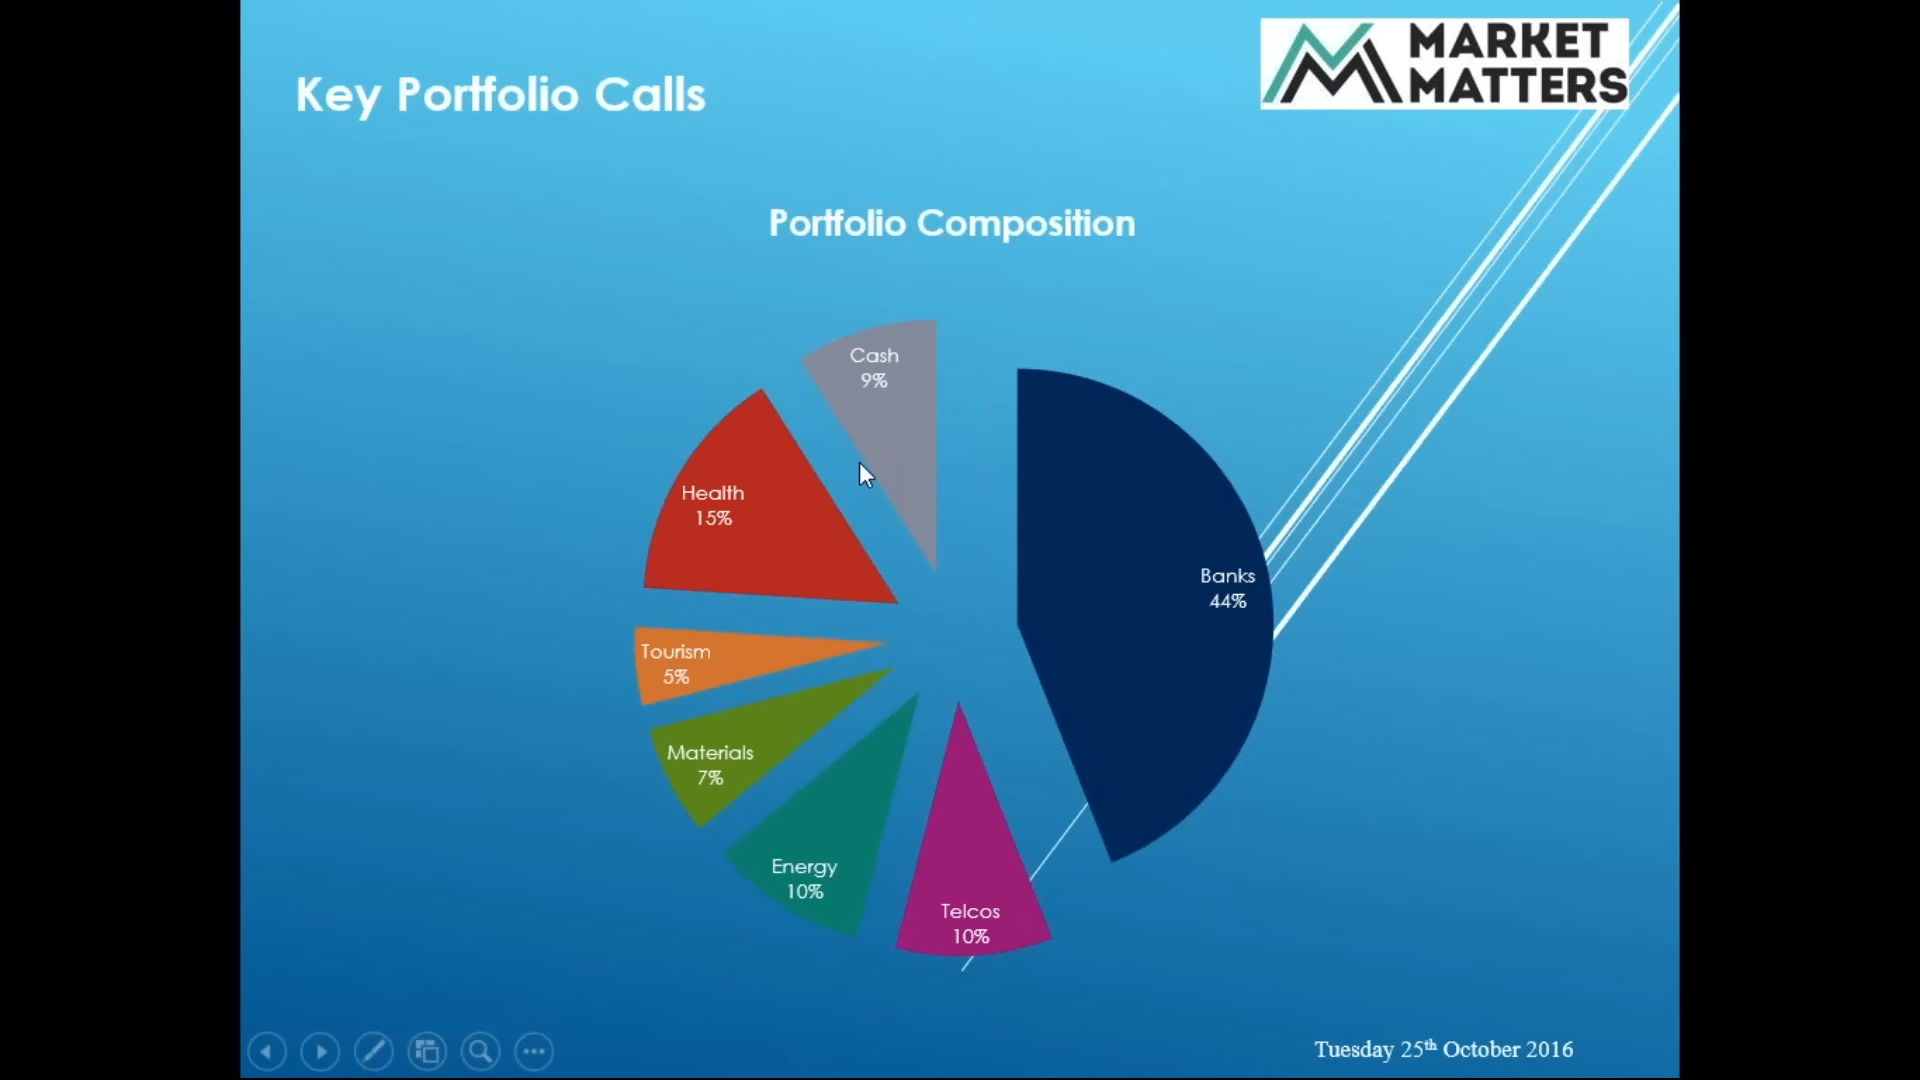 Key Portfolio Calls
MARKET
MATTERS
Portfolio Composition
Cash
9%
Health
15%
Banks
44%
Tourism
5%
Materials
7%
Energy
10%
Telcos
10%
Tuesday 25th October 2016